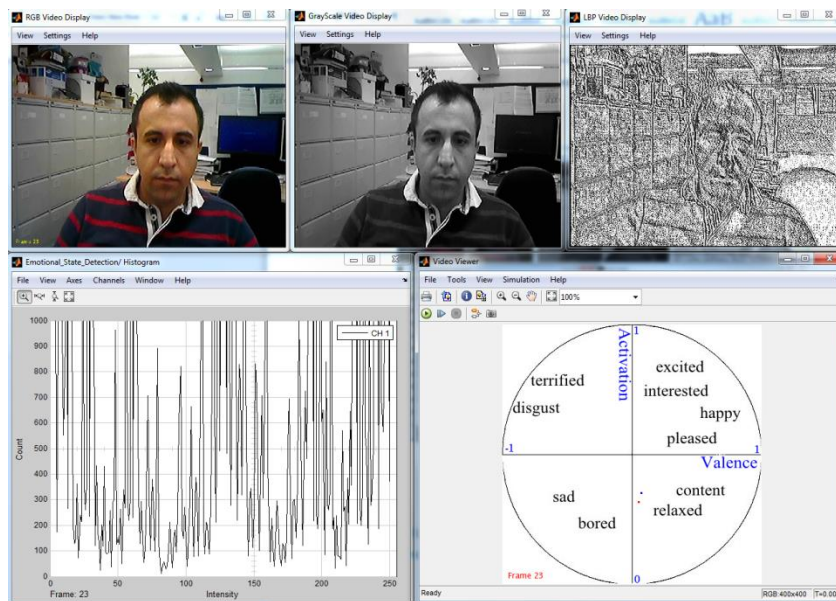 RGB Video Display
View Settings Help
Frame 23
GrayScale Video Display
View Settings Help
LBP Video Display
View Settings Help
Emotional_State_Detection/ Histogram
File View Axes Channels Window Help
CH 1
1000
900
800
700
600
500
400
300
200
100
0
Count
0 50 100 150 200 250
Frame: 23 Intensity
Video Viewer
File Tools View Simulation Help
100%
1
Activation
excited
terrified
interested
disgust
happy
pleased
-1 1
Valence
sad
content
relaxed
bored
Frame 23
0
Ready RGB:400x400